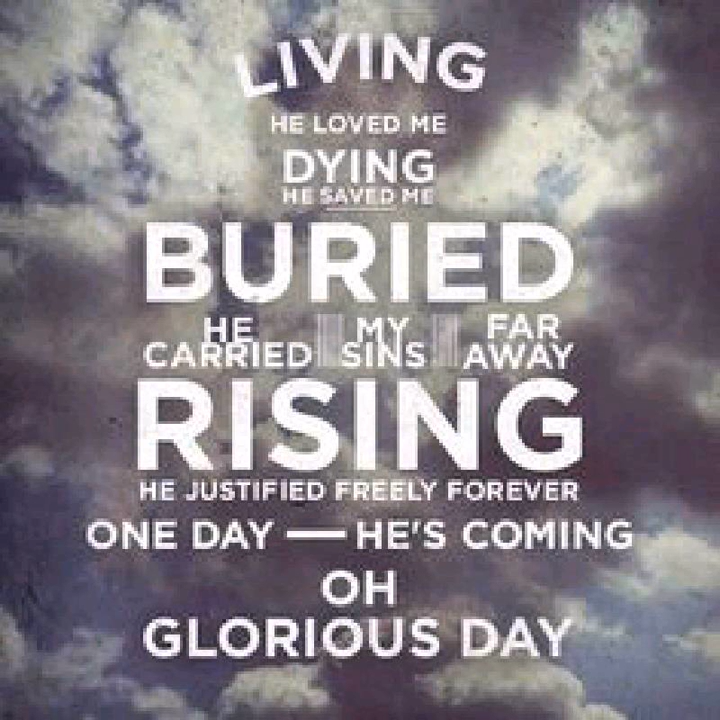 LIVING
HE LOVED ME
DYING
HE SAVED ME
BURIED
HE CARRIED MY SINS FAR AWAY
RISING
HE JUSTIFIED FREELY FOREVER
ONE DAY — HE'S COMING
OH
GLORIOUS DAY